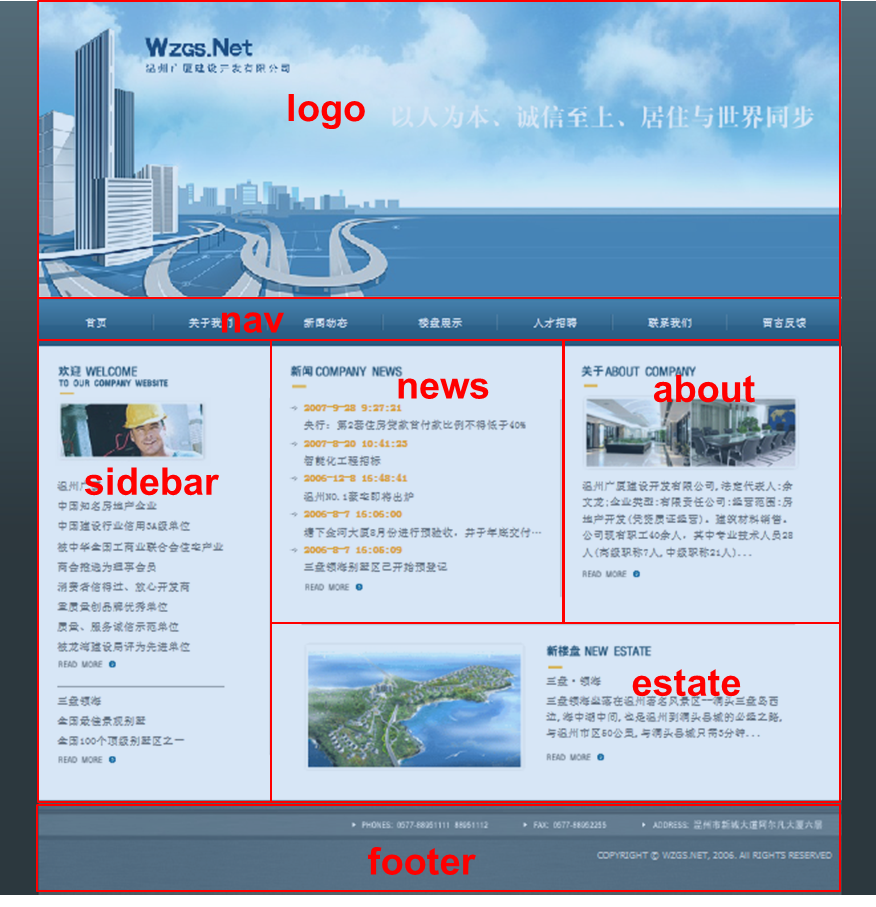 Wzgs.Net
温州广厦建设开发有限公司
logo
以人为本、诚信至上、居住与世界同步
nav
首页 关于我们 新闻动态 楼盘展示 人才招聘 联系我们 留言反馈
欢迎 WELCOME
TO OUR COMPANY WEBSITE
sidebar
温州广
中国知名房地产企业
中国建设行业信用3A级单位
被中华全国工商业联合会住宅产业
商会推选为理事会员
消费者信得过、放心开发商
重质量创品牌优秀单位
质量、服务诚信示范单位
被龙湾建设局评为先进单位
READ MORE
三盘领海
全国最佳景观别墅
全国100个顶级别墅区之一
READ MORE
新闻 COMPANY NEWS
news
2007-9-28 9:27:21
央行：第2套住房贷款首付款比例不得低于40%
2007-8-20 10:41:23
智能化工程招标
2006-12-8 16:48:41
温州NO.1豪宅即将出炉
2006-8-7 16:06:00
塘下金河大厦8月份进行预验收，并于年底交付…
2006-8-7 16:05:09
三盘领海别墅区已开始预登记
READ MORE
关于ABOUT COMPANY
about
温州广厦建设开发有限公司,法定代表人:余
文龙;企业类型:有限责任公司;经营范围:房
地产开发(凭资质证经营)。建筑材料销售。
公司现有职工40余人，其中专业技术人员28
人(高级职称7人,中级职称21人)...
READ MORE
新楼盘 NEW ESTATE
三盘·领海
estate
三盘领海坐落在温州著名风景区--洞头三盘岛西
边,海中湖中间,也是温州到洞头县城的必经之路,
与温州市区50公里,与洞头县城只需3分钟...
READ MORE
PHONES: 0577-88951111 88951112 FAX: 0577-88952255 ADDRESS: 温州市新城大道阿尔凡大厦六层
COPYRIGHT © WZGS.NET, 2006. All RIGHTS RESERVED
footer